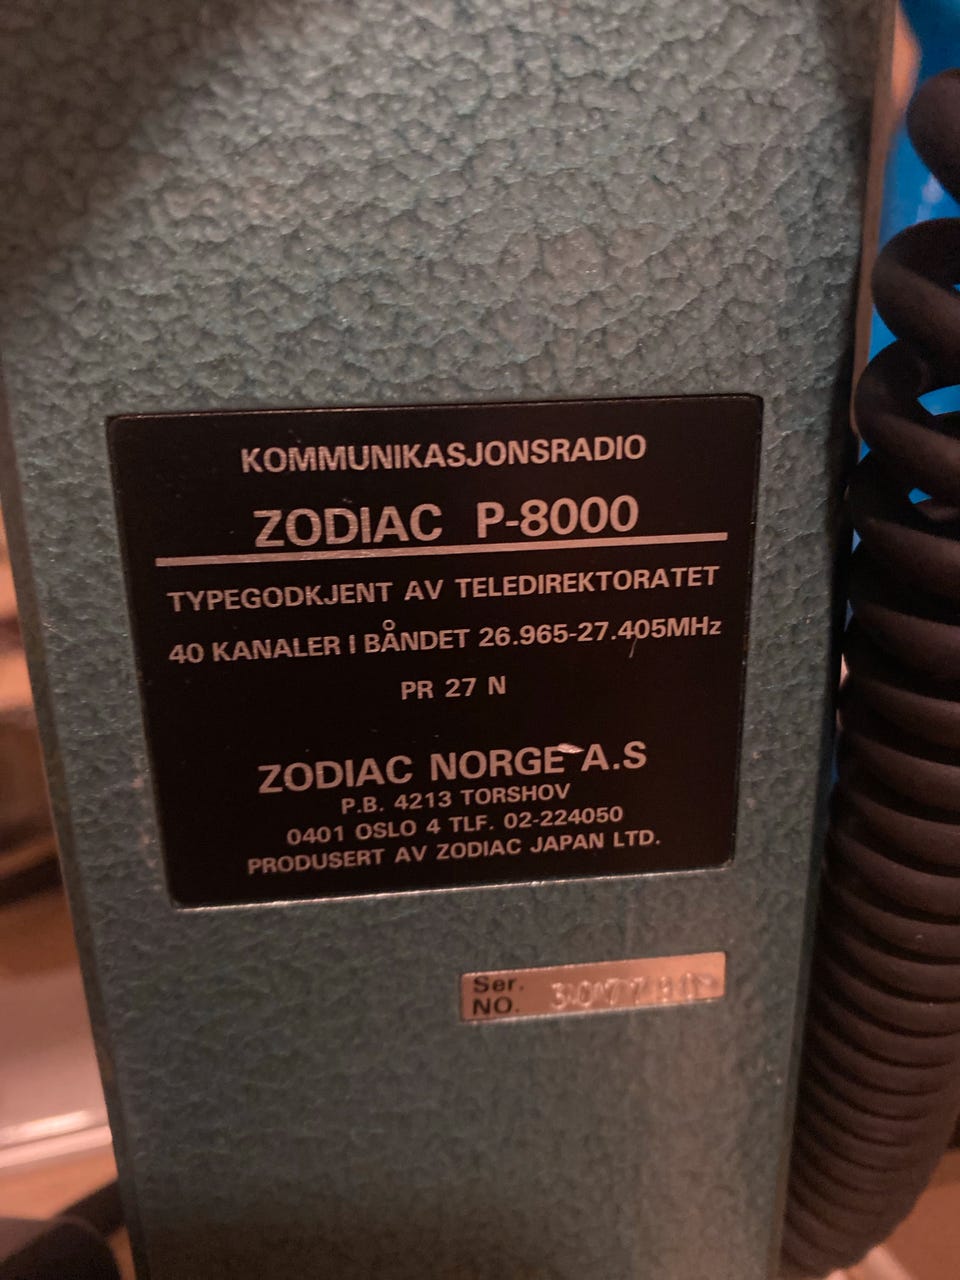 KOMMUNIKASJONSRADIO
ZODIAC P-8000
TYPEGODKJENT AV TELEDIREKTORATET
40 KANALER I BÅNDET 26.965-27.405MHz
PR 27 N
ZODIAC NORGE A.S
P.B. 4213 TORSHOV
0401 OSLO 4 TLF. 02-224050
PRODUSERT AV ZODIAC JAPAN LTD.
Ser.
NO.